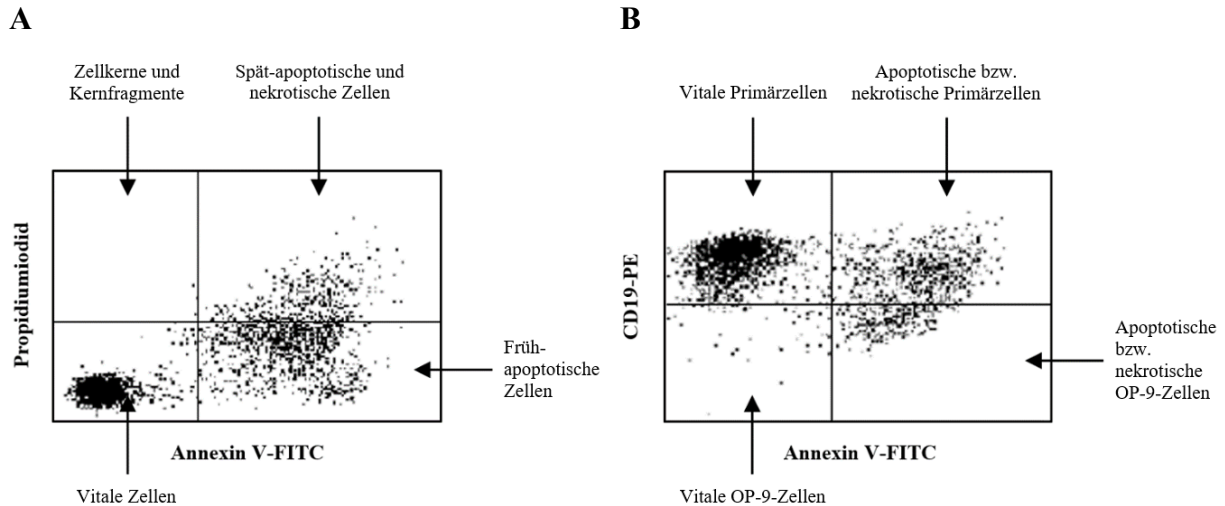 A
Zellkerne und
Kernfragmente
Spät-apoptotische und
nekrotische Zellen
Propidiumiodid
Früh-
apoptotische
Zellen
Annexin V-FITC
Vitale Zellen
B
Vitale Primärzellen
Apoptotische bzw.
nekrotische Primärzellen
CD19-PE
Apoptotische
bzw.
nekrotische
OP-9-Zellen
Annexin V-FITC
Vitale OP-9-Zellen